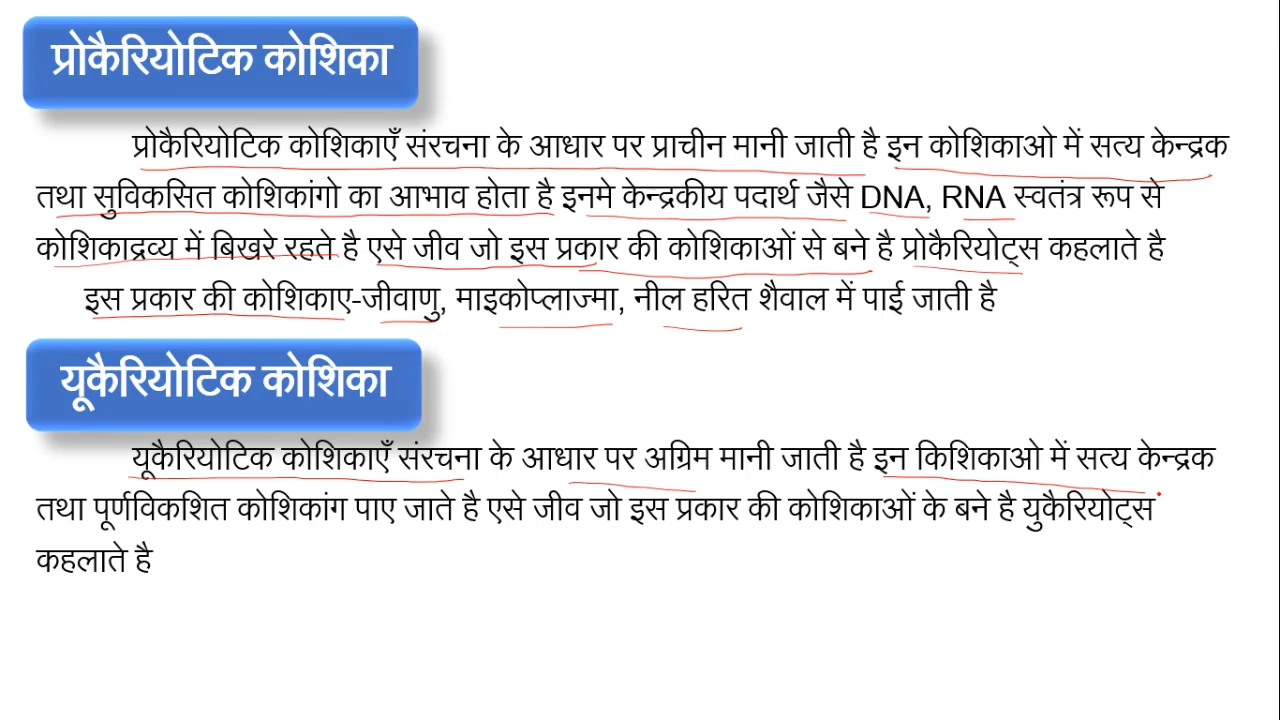 प्रोकैरियोटिक कोशिका
प्रोकैरियोटिक कोशिकाएँ संरचना के आधार पर प्राचीन मानी जाती है इन कोशिकाओ में सत्य केन्द्रक
तथा सुविकसित कोशिकांगो का आभाव होता है इनमे केन्द्रकीय पदार्थ जैसे DNA, RNA स्वतंत्र रूप से
कोशिकाद्रव्य में बिखरे रहते है एसे जीव जो इस प्रकार की कोशिकाओं से बने है प्रोकैरियोट्स कहलाते है
इस प्रकार की कोशिकाए-जीवाणु, माइकोप्लाज्मा, नील हरित शैवाल में पाई जाती है
यूकैरियोटिक कोशिका
यूकैरियोटिक कोशिकाएँ संरचना के आधार पर अग्रिम मानी जाती है इन किशिकाओ में सत्य केन्द्रक
तथा पूर्णविकशित कोशिकांग पाए जाते है एसे जीव जो इस प्रकार की कोशिकाओं के बने है युकैरियोट्स
कहलाते है